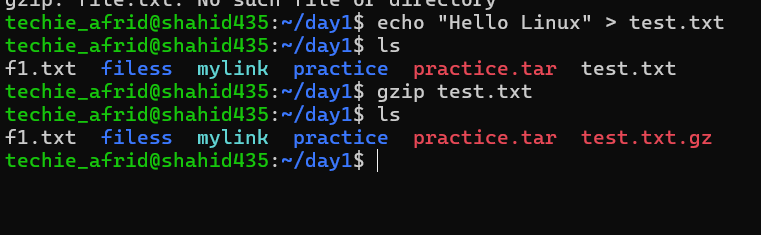 gzip: file.txt: No such file or directory
techie_afrid@shahid435:~/day1$ echo "Hello Linux" > test.txt
techie_afrid@shahid435:~/day1$ ls
f1.txt  filess  mylink  practice  practice.tar  test.txt
techie_afrid@shahid435:~/day1$ gzip test.txt
techie_afrid@shahid435:~/day1$ ls
f1.txt  filess  mylink  practice  practice.tar  test.txt.gz
techie_afrid@shahid435:~/day1$